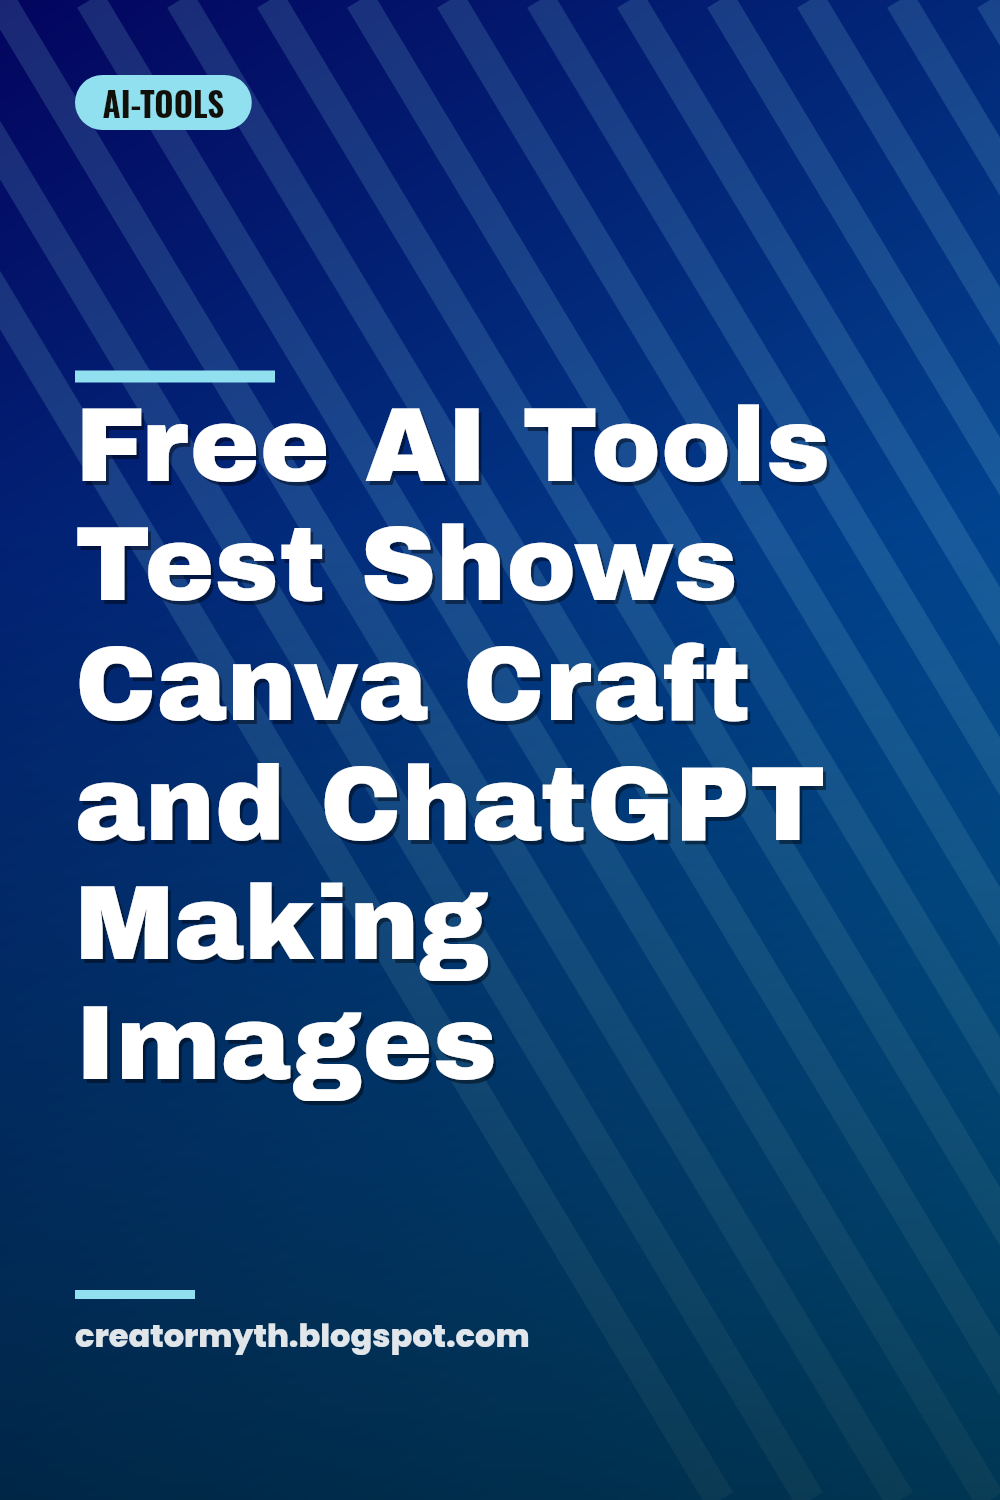 AI-TOOLS
Free AI Tools
Test Shows
Canva Craft
and ChatGPT
Making
Images
creatormyth.blogspot.com